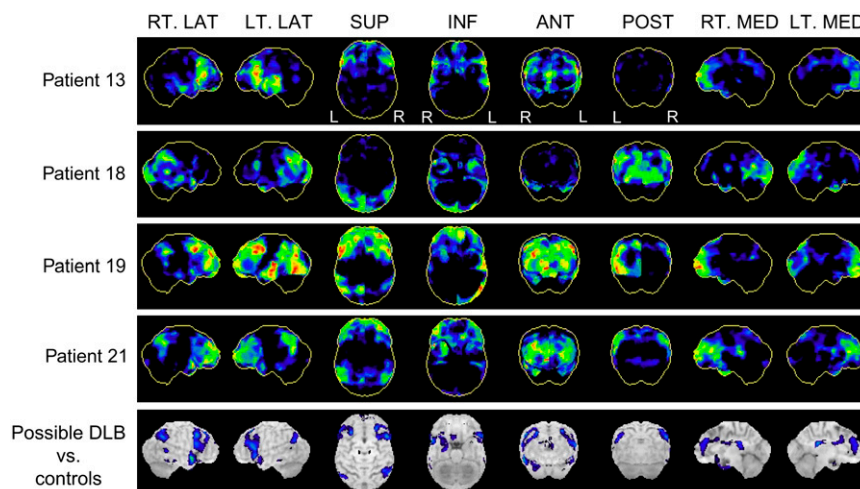 RT. LAT LT. LAT SUP INF ANT POST RT. MED LT. MED
Patient 13
L R R L R L L R
Patient 18
Patient 19
Patient 21
Possible DLB
vs.
controls